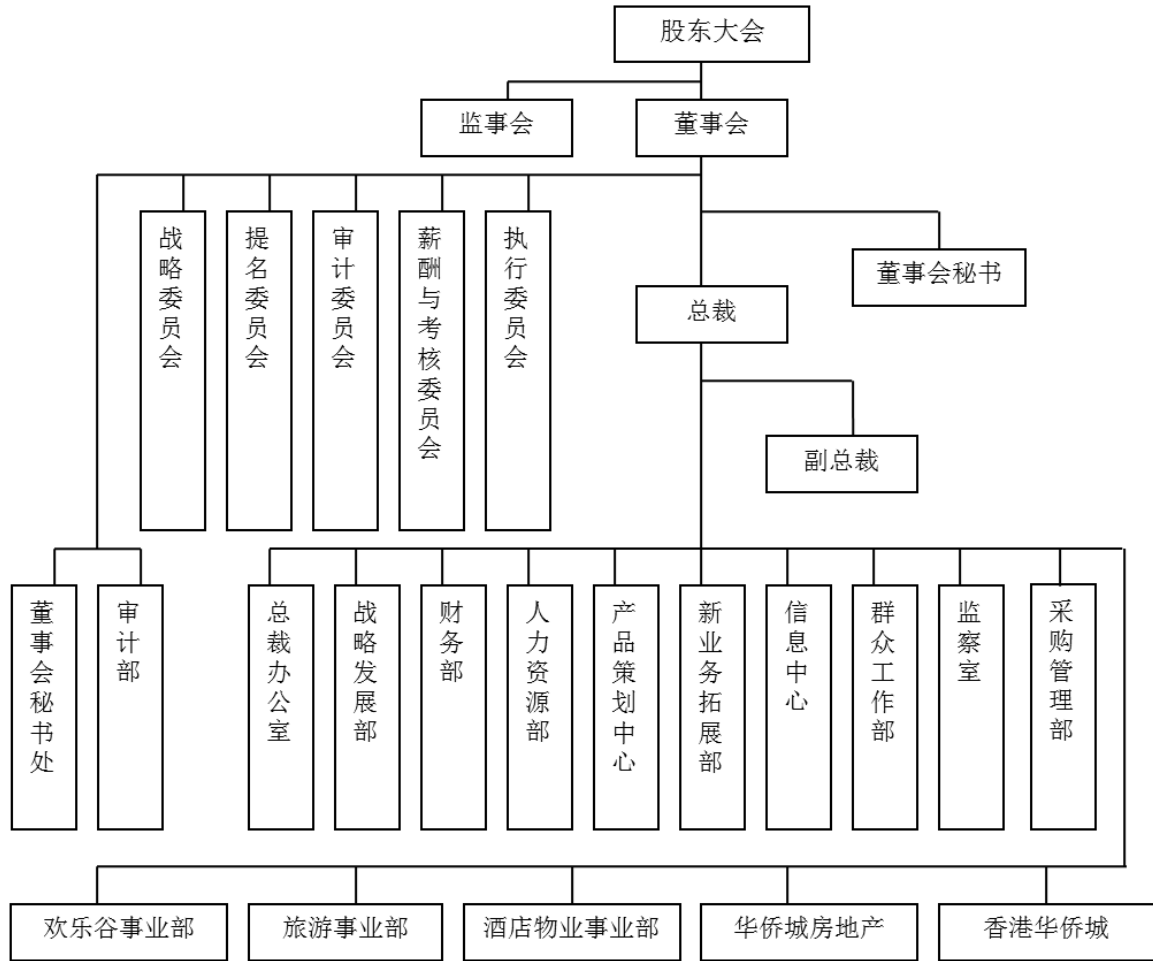 股东大会
监事会
董事会
战略委员会
提名委员会
审计委员会
薪酬与考核委员会
执行委员会
董事会秘书
总裁
副总裁
董事会秘书处
审计部
总裁办公室
战略发展部
财务部
人力资源部
产品策划中心
新业务拓展部
信息中心
群众工作部
监察室
采购管理部
欢乐谷事业部
旅游事业部
酒店物业事业部
华侨城房地产
香港华侨城